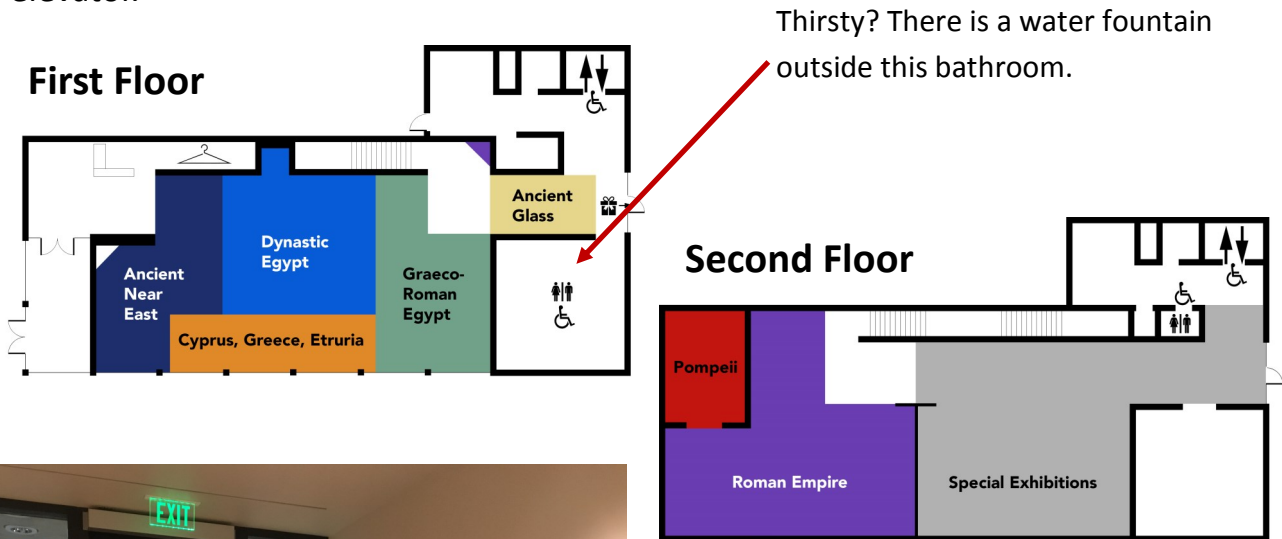 Thirsty? There is a water fountain
outside this bathroom.
First Floor
Ancient
Glass
Dynastic
Egypt
Ancient
Near
East
Graeco-
Roman
Egypt
Cyprus, Greece, Etruria
Second Floor
Pompeii
Roman Empire
Special Exhibitions
EXIT